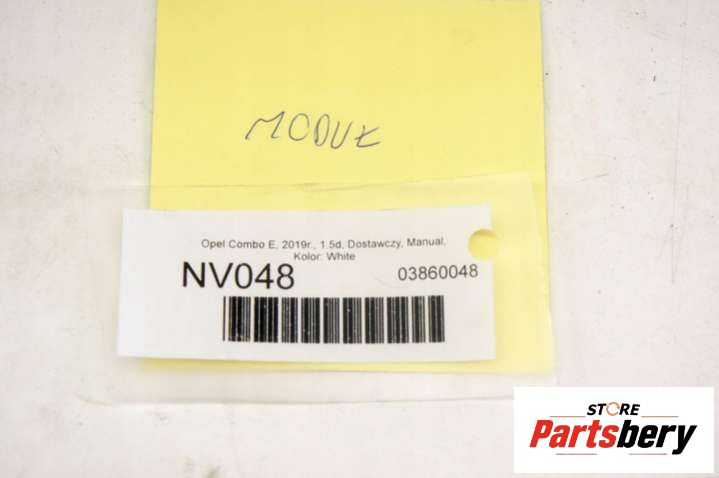 MODUŁ
Opel Combo E, 2019r., 1.5d, Dostawczy, Manual,
Kolor: White
NV048
03860048
STORE
Partsbery